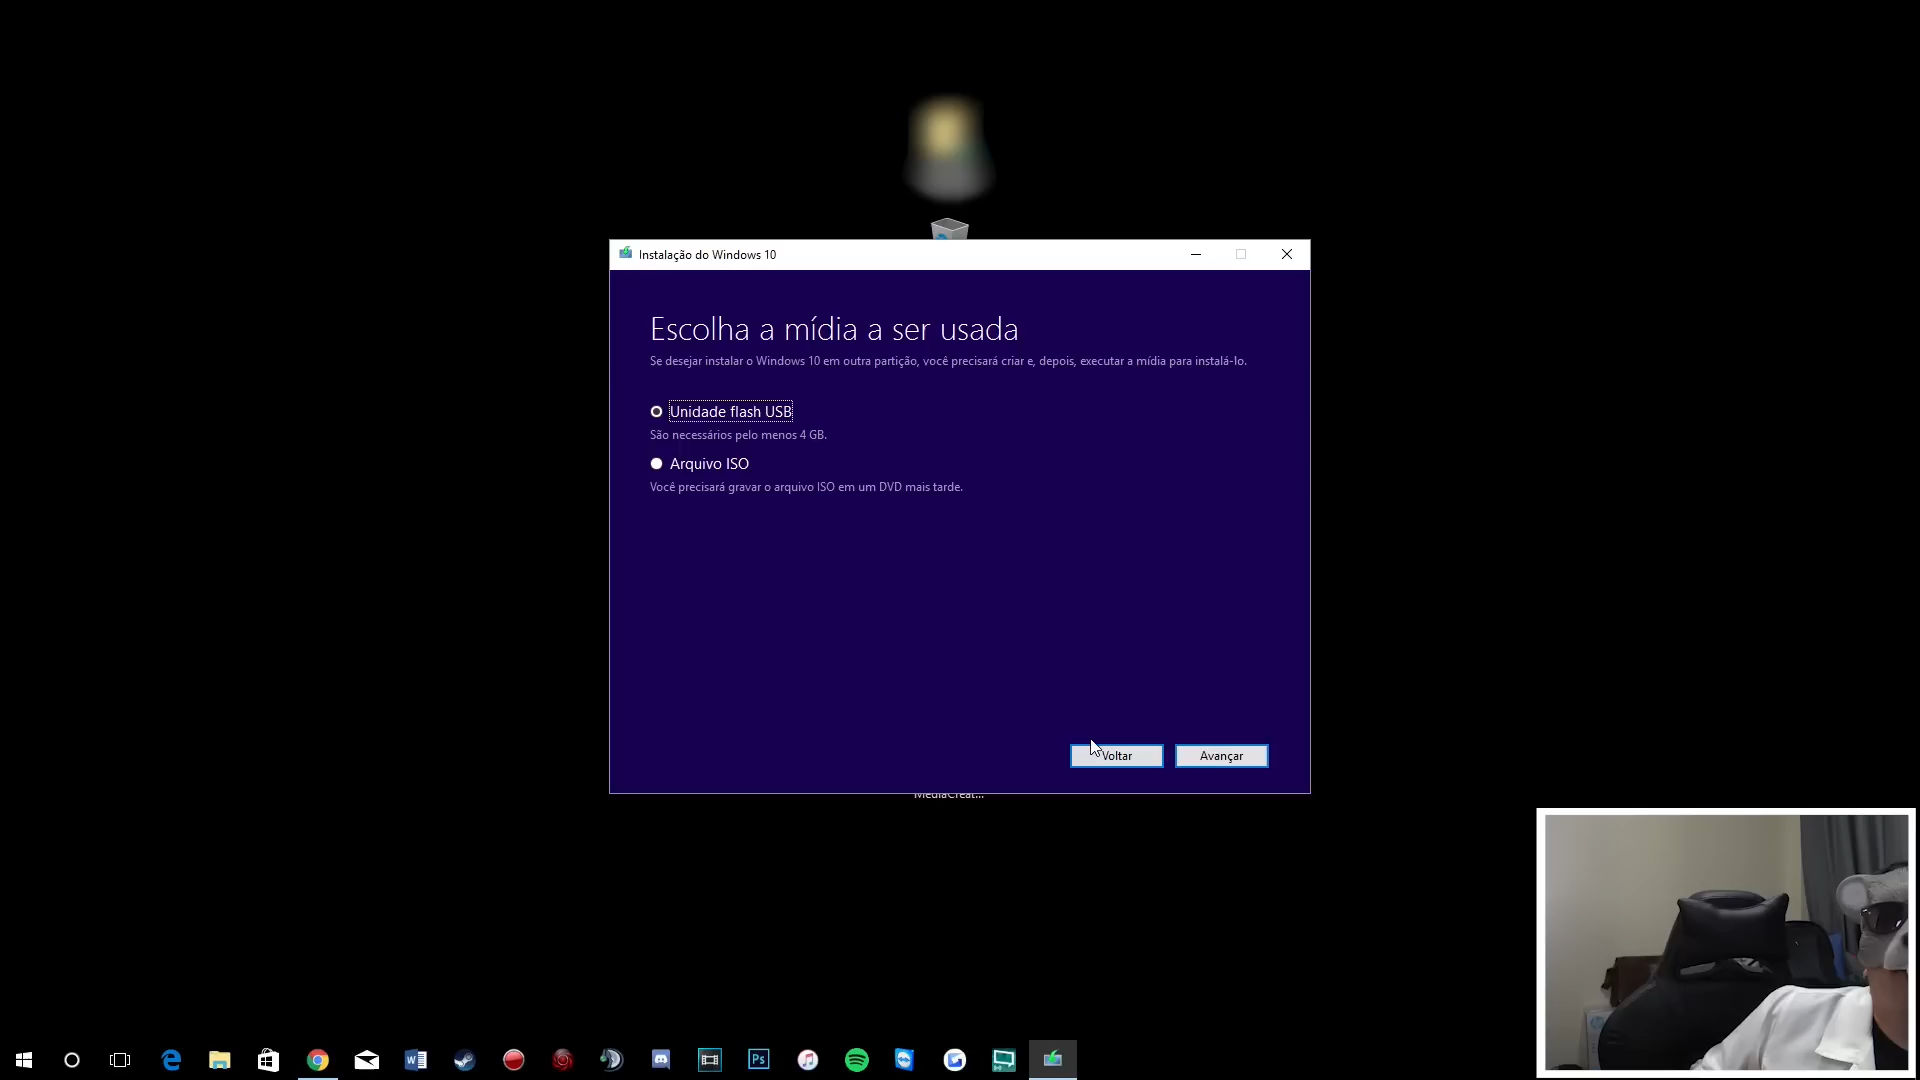 Instalação do Windows 10
Escolha a mídia a ser usada
Se desejar instalar o Windows 10 em outra partição, você precisará criar e, depois, executar a mídia para instalá-lo.
Unidade flash USB
São necessários pelo menos 4 GB.
Arquivo ISO
Você precisará gravar o arquivo ISO em um DVD mais tarde.
Voltar
Avançar
MediaCreat...
Ps